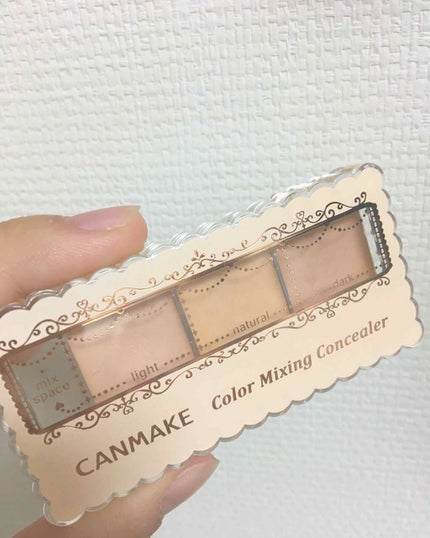 mix
space
light
natural
dark
CANMAKE
Color Mixing Concealer